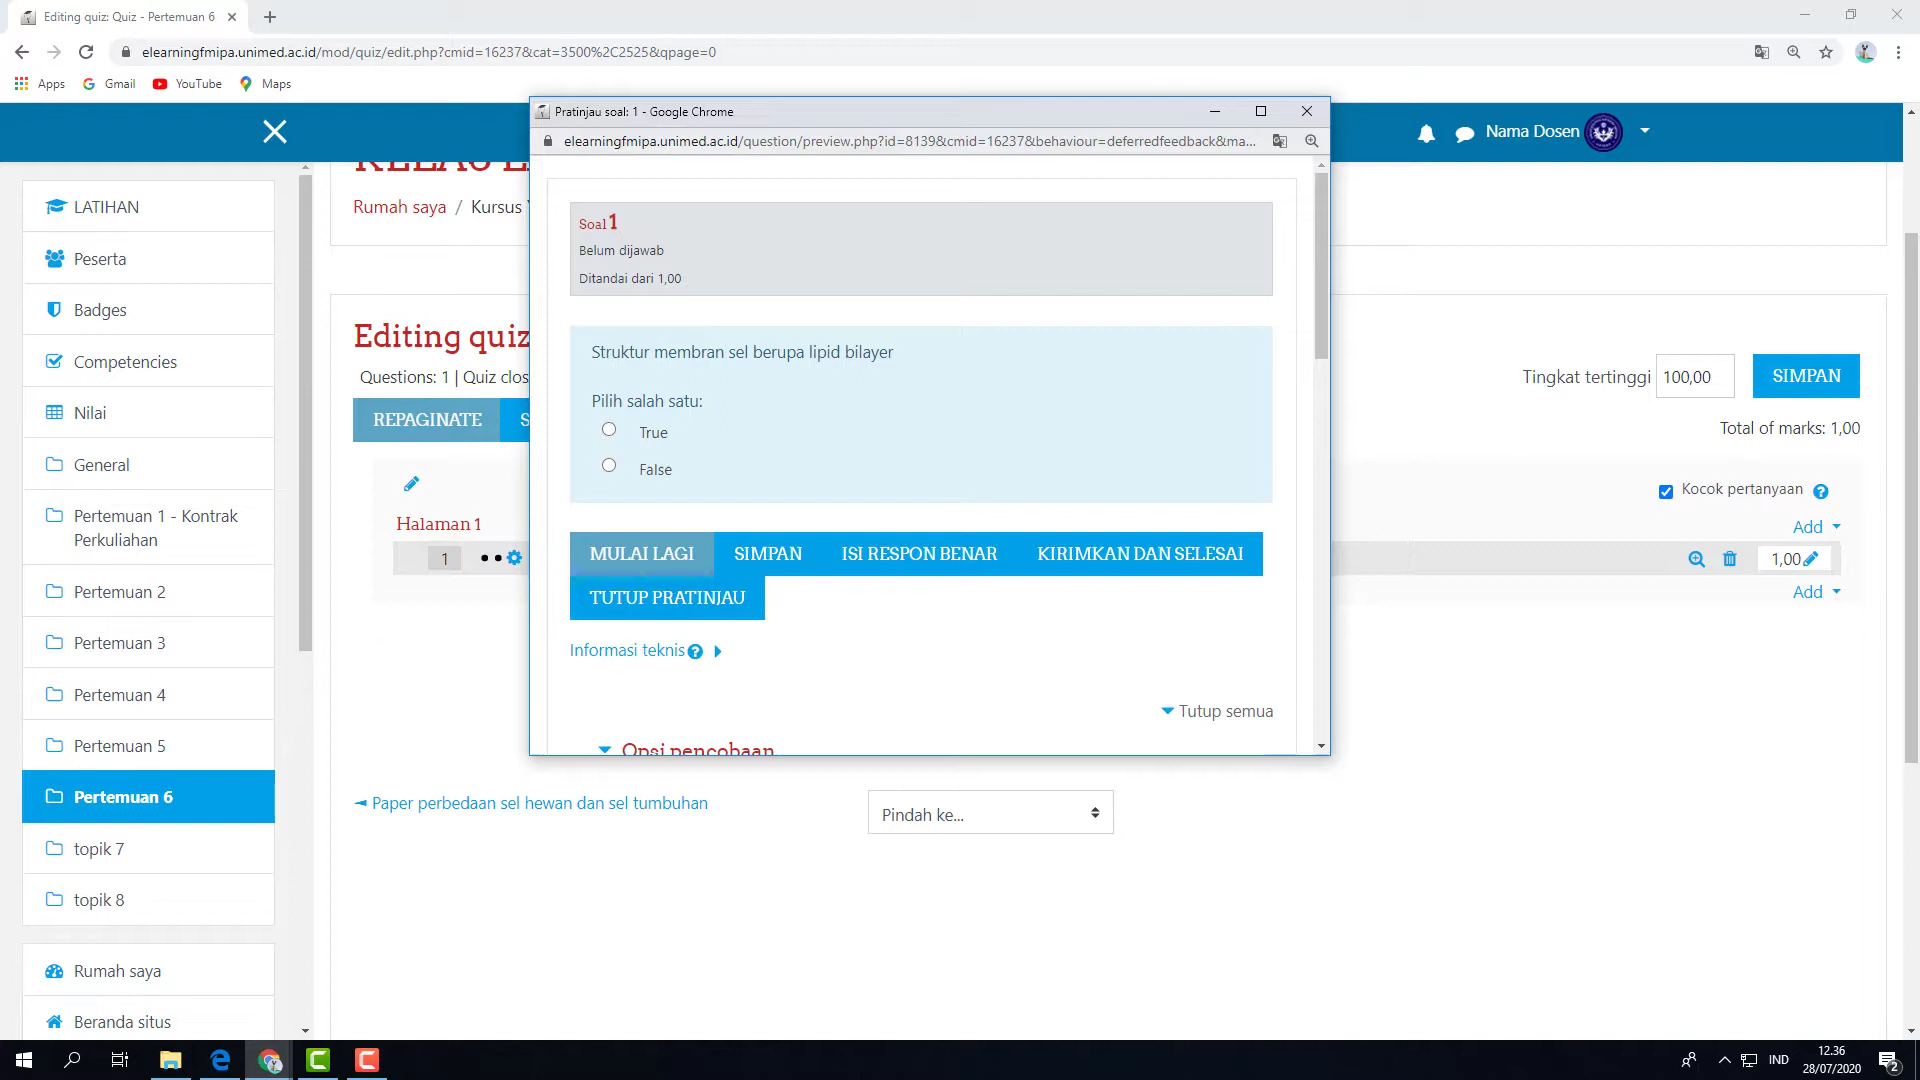 Editing quiz: Quiz - Pertemuan 6
elearningfmipa.unimed.ac.id/mod/quiz/edit.php?cmid=16237&cat=3500%2C2525&qpage=0
Apps
Gmail
YouTube
Maps
Pratinjau soal: 1 - Google Chrome
elearningfmipa.unimed.ac.id/question/preview.php?id=8139&cmid=16237&behaviour=deferredfeedback&ma...
Nama Dosen
LATIHAN
Peserta
Badges
Competencies
Nilai
General
Pertemuan 1 - Kontrak
Perkuliahan
Pertemuan 2
Pertemuan 3
Pertemuan 4
Pertemuan 5
Pertemuan 6
topik 7
topik 8
Rumah saya
Beranda situs
Rumah saya / Kursus
Editing quiz
Questions: 1 | Quiz clos
REPAGINATE
S
Halaman 1
1
Soal 1
Belum dijawab
Ditandai dari 1,00
Struktur membran sel berupa lipid bilayer
Pilih salah satu:
True
False
MULAI LAGI
SIMPAN
ISI RESPON BENAR
KIRIMKAN DAN SELESAI
TUTUP PRATINJAU
Informasi teknis
Tutup semua
Opsi pencobaan
Tingkat tertinggi 100,00
SIMPAN
Total of marks: 1,00
Kocok pertanyaan
Add
1,00
Add
◄ Paper perbedaan sel hewan dan sel tumbuhan
Pindah ke...
IND
12.36
28/07/2020
2